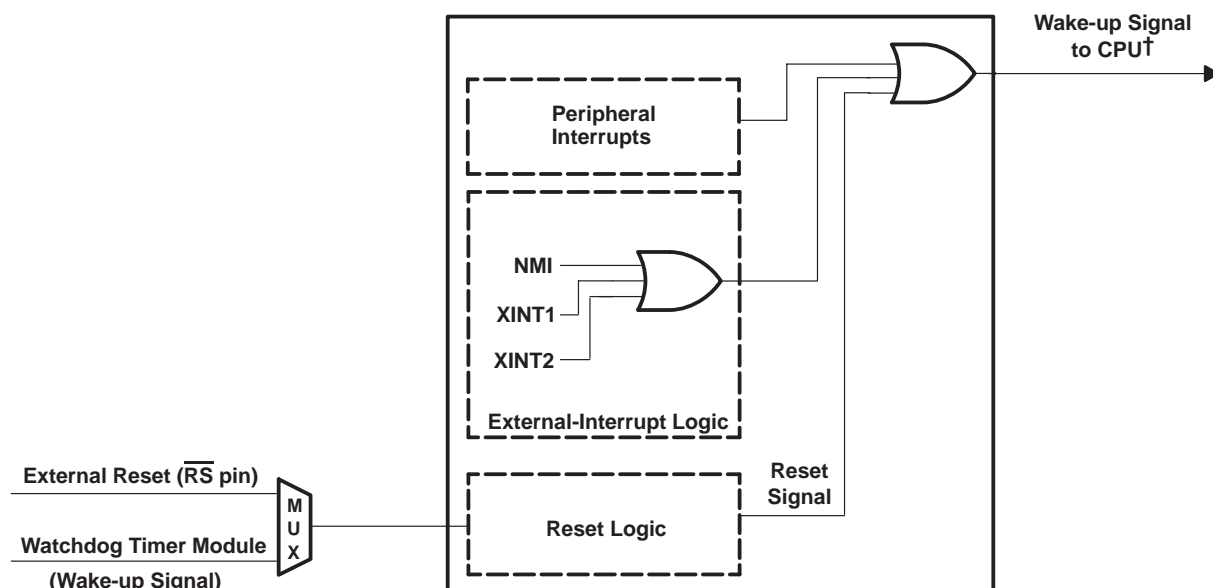 Wake-up Signal
to CPU†
Peripheral
Interrupts
NMI
XINT1
XINT2
External-Interrupt Logic
External Reset (R̅S̅ pin)
Reset
Signal
MUX
Reset Logic
Watchdog Timer Module
(Wake-up Signal)